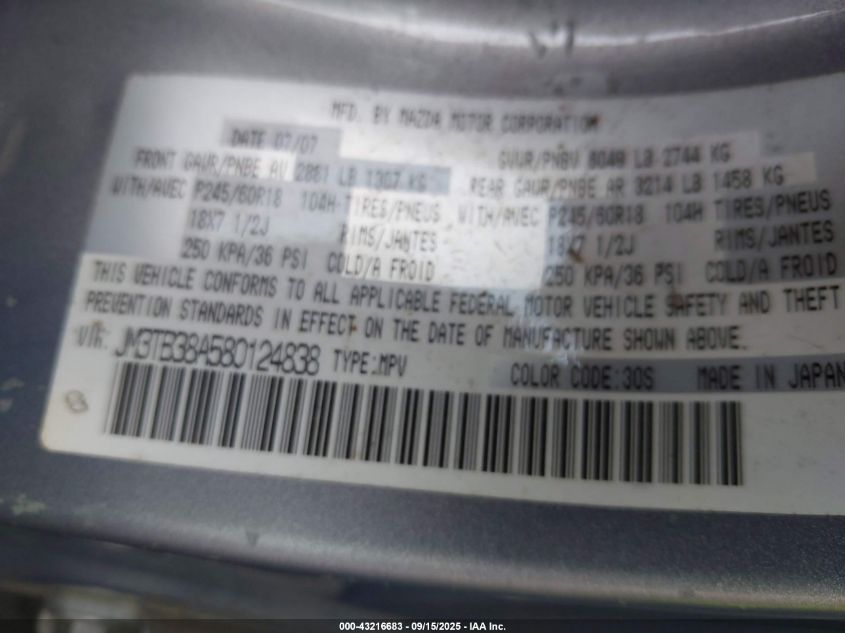 MFD. BY MAZDA MOTOR CORPORATION
DATE 07/07 GVWR/PNBV 6048 LB 2744 KG
FRONT GAWR/PNBE AV 2881 LB 1307 KG REAR GAWR/PNBE AR 3214 LB 1458 KG
WITH/AVEC P245/60R18 104H TIRES/PNEUS WITH/AVEC P245/60R18 104H TIRES/PNEUS
18X7 1/2J RIMS/JANTES 18X7 1/2J RIMS/JANTES
250 KPA/36 PSI COLD/A FROID 250 KPA/36 PSI COLD/A FROID
THIS VEHICLE CONFORMS TO ALL APPLICABLE FEDERAL MOTOR VEHICLE SAFETY AND THEFT
PREVENTION STANDARDS IN EFFECT ON THE DATE OF MANUFACTURE SHOWN ABOVE.
VIN: JM3TB38A580124838 TYPE:MPV COLOR CODE:30S MADE IN JAPAN
000-43216683 - 09/15/2025 - IAA Inc.